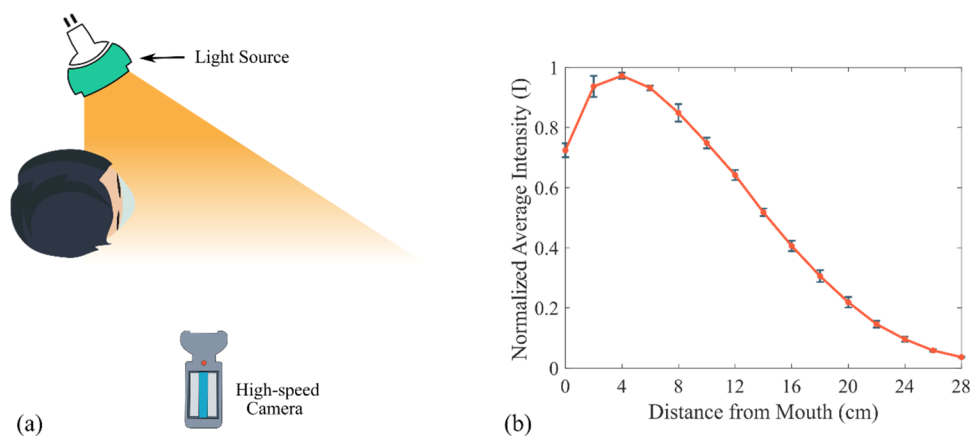 Light Source
High-speed
Camera
(a)
Normalized Average Intensity (I)
1
0.8
0.6
0.4
0.2
0
0 4 8 12 16 20 24 28
Distance from Mouth (cm)
(b)